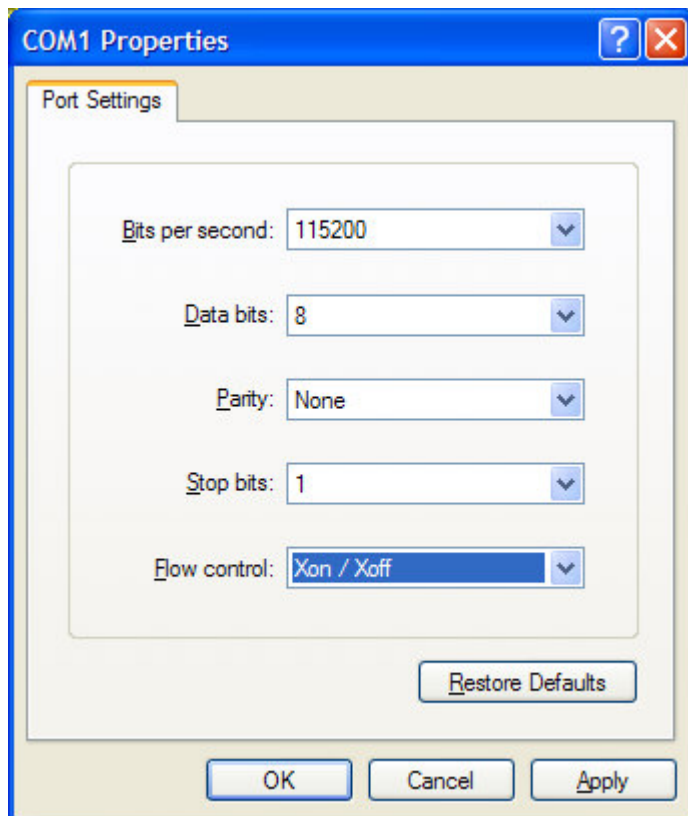 COM1 Properties
Port Settings
Bits per second: 115200
Data bits: 8
Parity: None
Stop bits: 1
Flow control: Xon / Xoff
Restore Defaults
OK Cancel Apply